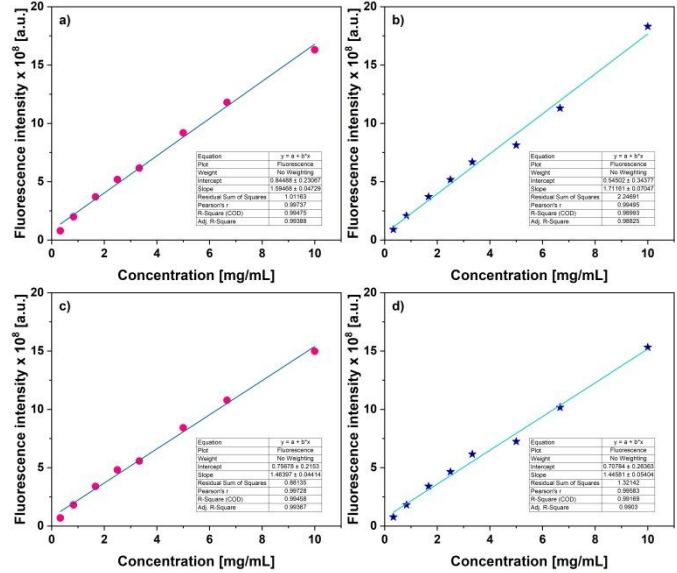 a)
Fluorescence intensity x 10⁸ [a.u.]
20
15
10
5
0
Equation y = a + b*x
Plot Fluorescence
Weight No Weighting
Intercept 0.84488 ± 0.23067
Slope 1.59468 ± 0.04729
Residual Sum of Squares 1.01163
Pearson's r 0.99737
R-Square (COD) 0.99475
Adj. R-Square 0.99388
0 2 4 6 8 10
Concentration [mg/mL]
b)
Fluorescence intensity x 10⁸ [a.u.]
20
15
10
5
0
Equation y = a + b*x
Plot Fluorescence
Weight No Weighting
Intercept 0.54502 ± 0.34377
Slope 1.71161 ± 0.07047
Residual Sum of Squares 2.24691
Pearson's r 0.99495
R-Square (COD) 0.98993
Adj. R-Square 0.98825
0 2 4 6 8 10
Concentration [mg/mL]
c)
Fluorescence intensity x 10⁸ [a.u.]
20
15
10
5
0
Equation y = a + b*x
Plot Fluorescence
Weight No Weighting
Intercept 0.79878 ± 0.2153
Slope 1.46397 ± 0.04414
Residual Sum of Squares 0.88135
Pearson's r 0.99728
R-Square (COD) 0.99458
Adj. R-Square 0.99367
0 2 4 6 8 10
Concentration [mg/mL]
d)
Fluorescence intensity x 10⁸ [a.u.]
20
15
10
5
0
Equation y = a + b*x
Plot Fluorescence
Weight No Weighting
Intercept 0.70784 ± 0.26363
Slope 1.44581 ± 0.05404
Residual Sum of Squares 1.32142
Pearson's r 0.99583
R-Square (COD) 0.99169
Adj. R-Square 0.9903
0 2 4 6 8 10
Concentration [mg/mL]